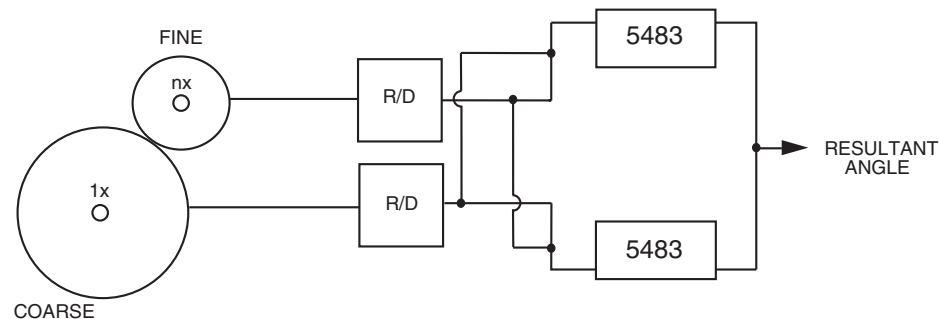 FINE
nx
R/D
5483
1x
R/D
5483
RESULTANT
ANGLE
COARSE